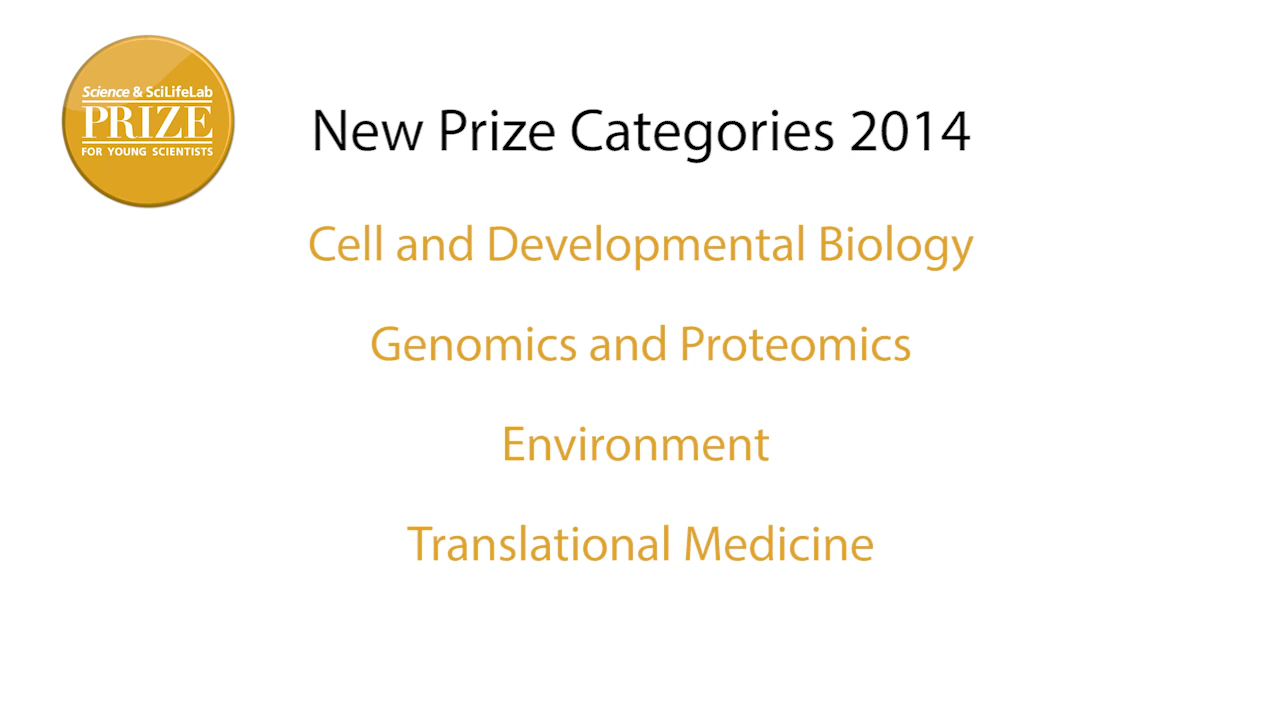 Science & SciLifeLab
PRIZE
FOR YOUNG SCIENTISTS
New Prize Categories 2014
Cell and Developmental Biology
Genomics and Proteomics
Environment
Translational Medicine